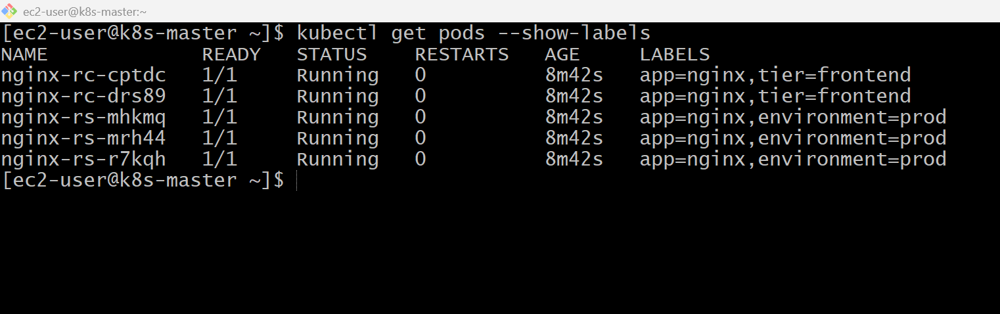 ec2-user@k8s-master:~
[ec2-user@k8s-master ~]$ kubectl get pods --show-labels
NAME             READY   STATUS    RESTARTS   AGE     LABELS
nginx-rc-cptdc   1/1     Running   0          8m42s   app=nginx,tier=frontend
nginx-rc-drs89   1/1     Running   0          8m42s   app=nginx,tier=frontend
nginx-rs-mhkmq   1/1     Running   0          8m42s   app=nginx,environment=prod
nginx-rs-mrh44   1/1     Running   0          8m42s   app=nginx,environment=prod
nginx-rs-r7kqh   1/1     Running   0          8m42s   app=nginx,environment=prod
[ec2-user@k8s-master ~]$